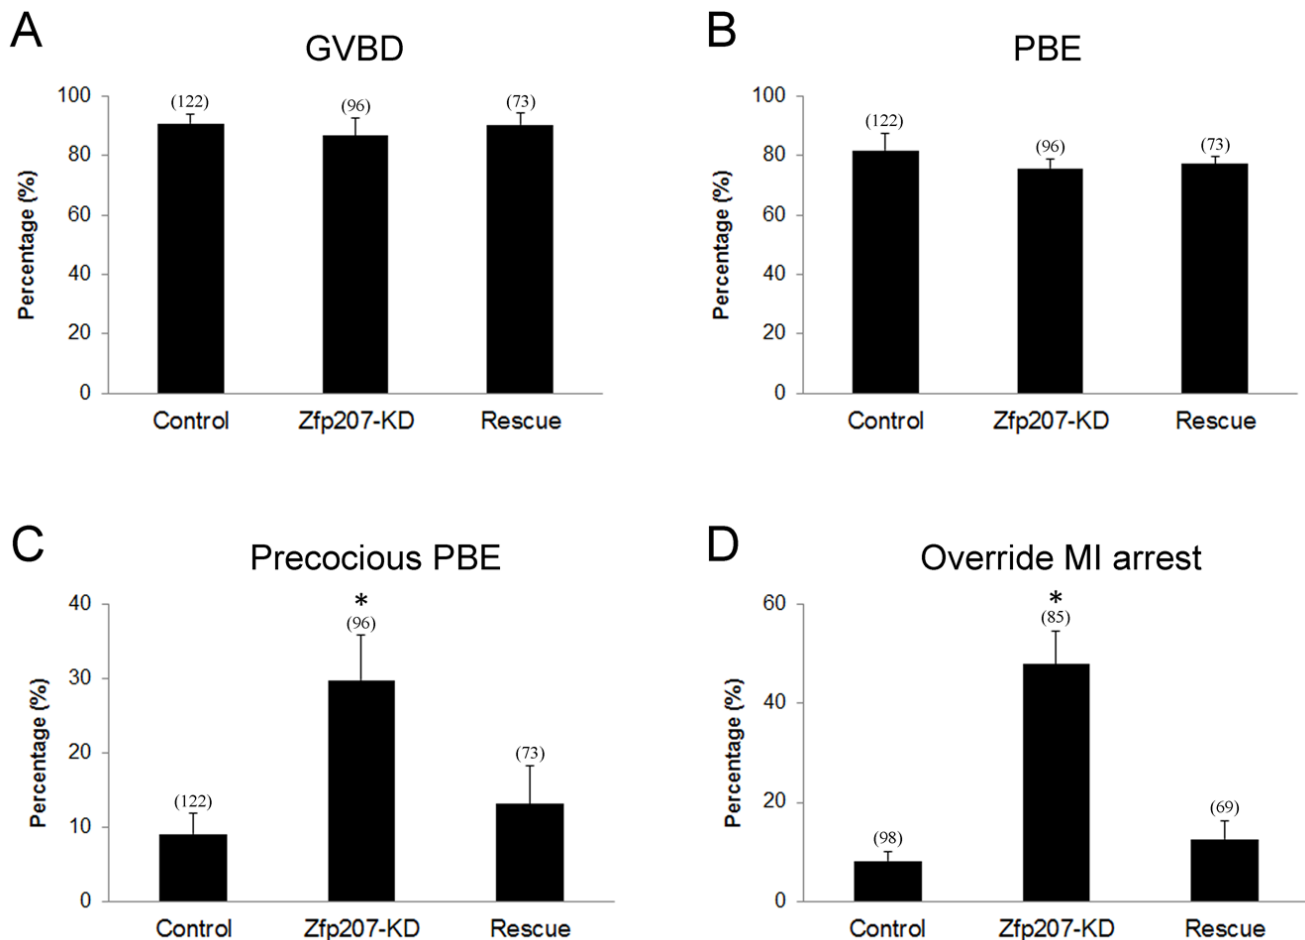 A
GVBD
Percentage (%)
100
80
60
40
20
0
(122)
(96)
(73)
Control
Zfp207-KD
Rescue
B
PBE
Percentage (%)
100
80
60
40
20
0
(122)
(96)
(73)
Control
Zfp207-KD
Rescue
C
Precocious PBE
Percentage (%)
40
30
20
10
0
(122)
*
(96)
(73)
Control
Zfp207-KD
Rescue
D
Override MI arrest
Percentage (%)
60
40
20
0
(98)
*
(85)
(69)
Control
Zfp207-KD
Rescue